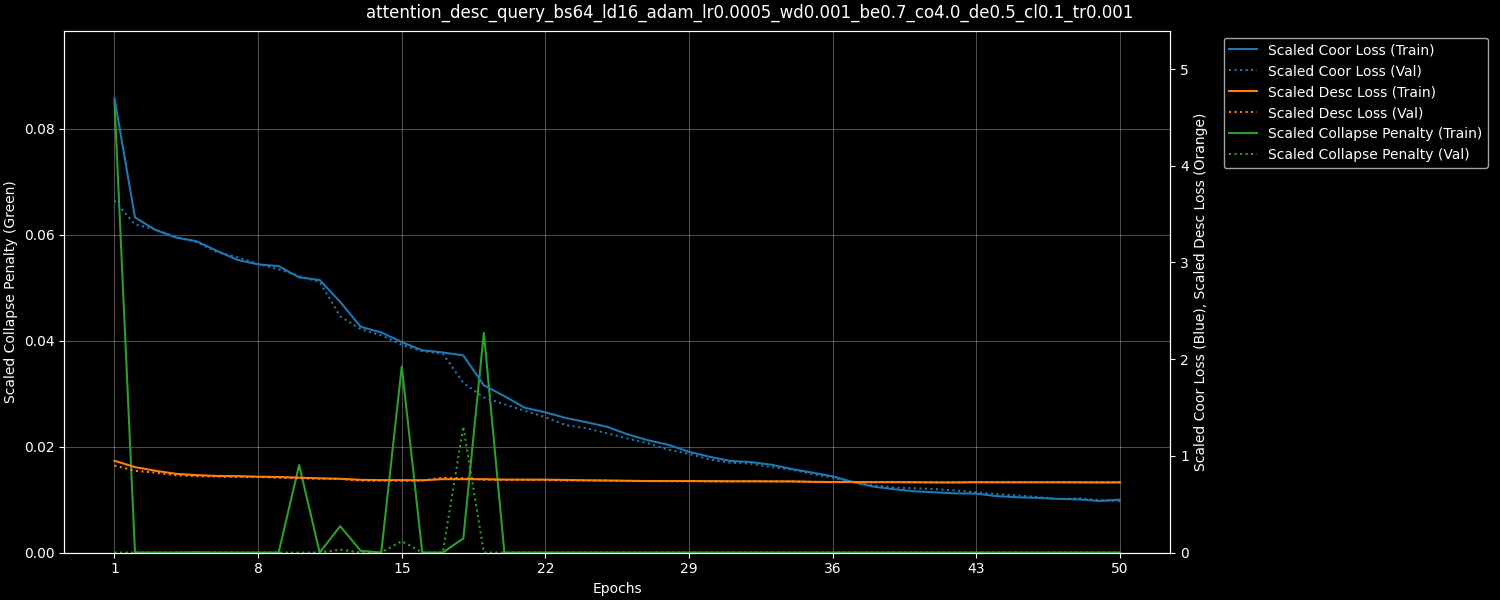 attention_desc_query_bs64_ld16_adam_lr0.0005_wd0.001_be0.7_co4.0_de0.5_cl0.1_tr0.001
Scaled Collapse Penalty (Green)
0.08
0.06
0.04
0.02
0.00
1
8
15
22
29
36
43
50
Epochs
5
4
3
2
1
0
Scaled Coor Loss (Blue), Scaled Desc Loss (Orange)
Scaled Coor Loss (Train)
Scaled Coor Loss (Val)
Scaled Desc Loss (Train)
Scaled Desc Loss (Val)
Scaled Collapse Penalty (Train)
Scaled Collapse Penalty (Val)